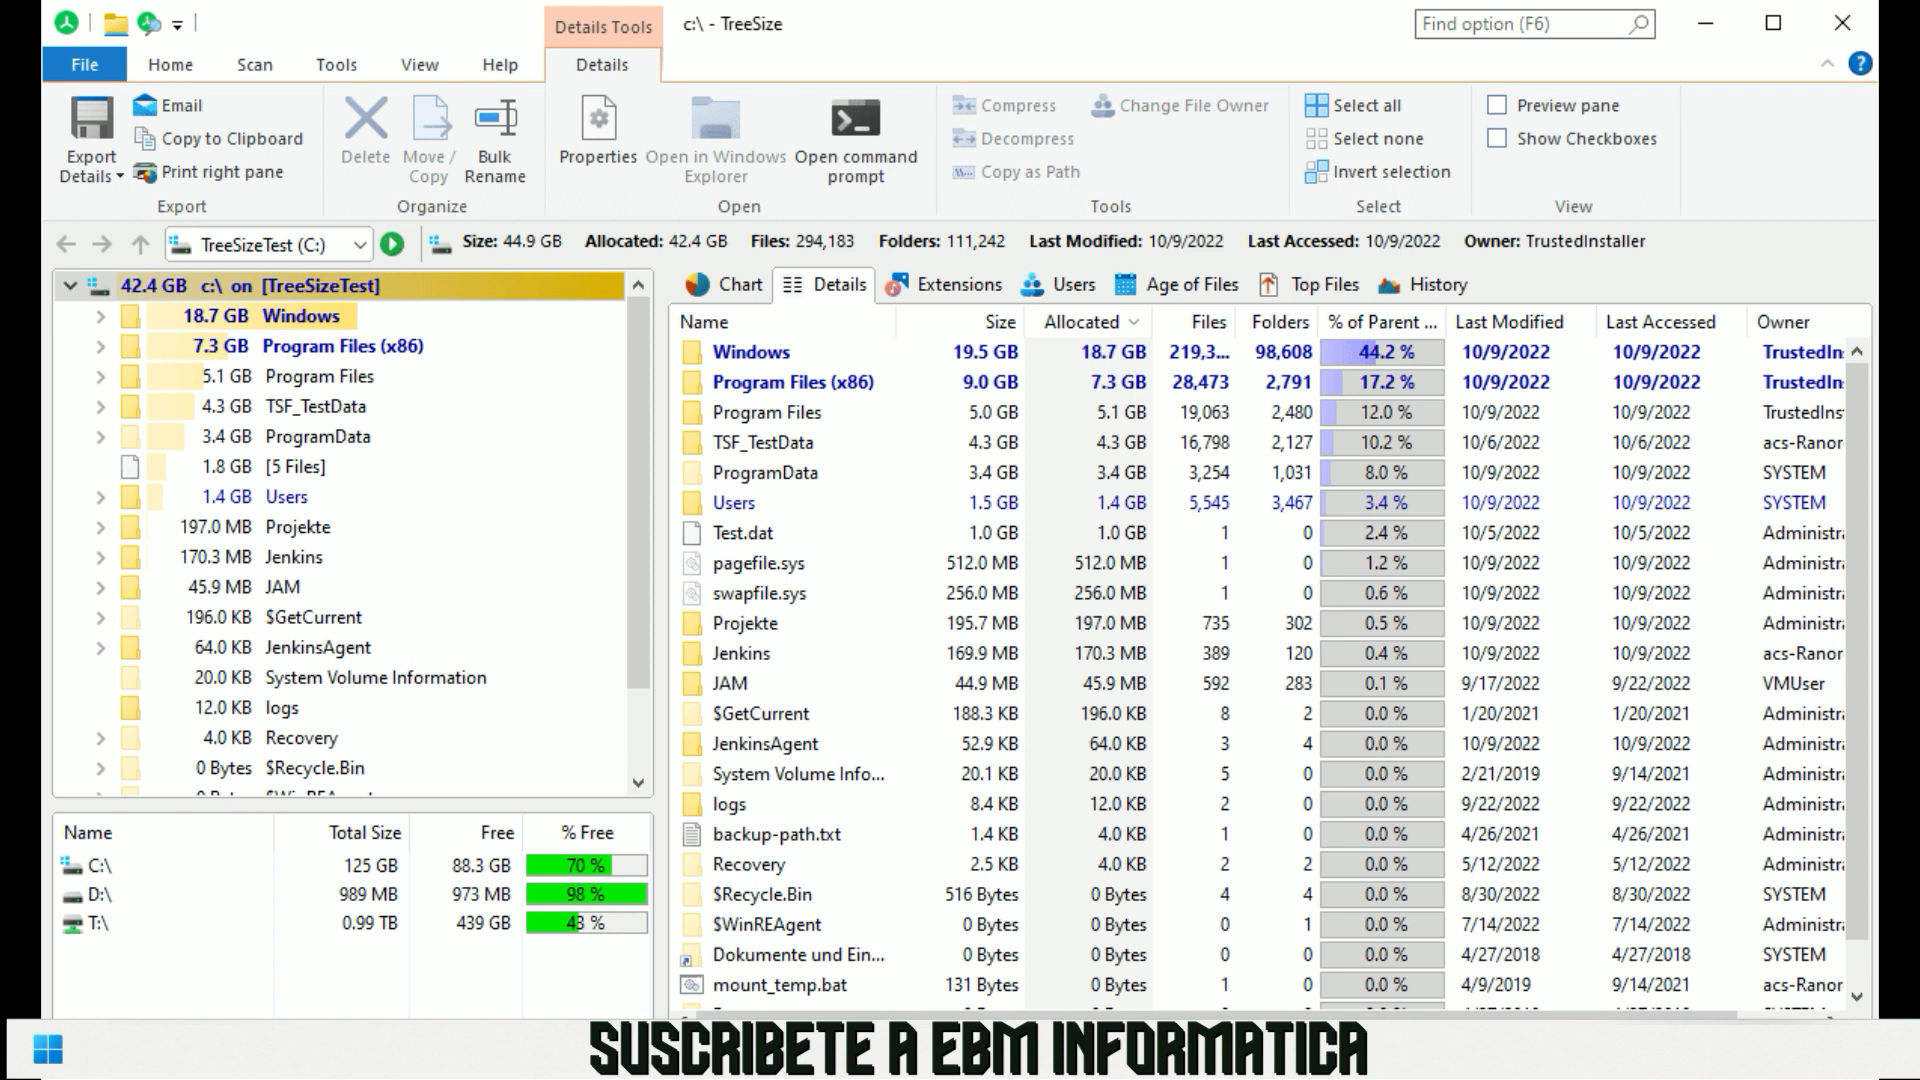 Details Tools
c:\ - TreeSize
Find option (F6)
File
Home
Scan
Tools
View
Help
Details
Export Details
Email
Copy to Clipboard
Print right pane
Export
Delete
Move / Copy
Bulk Rename
Organize
Properties
Open in Windows Explorer
Open command prompt
Open
Compress
Change File Owner
Decompress
Copy as Path
Tools
Select all
Select none
Invert selection
Select
Preview pane
Show Checkboxes
View
TreeSizeTest (C:)
Size: 44.9 GB Allocated: 42.4 GB Files: 294,183 Folders: 111,242 Last Modified: 10/9/2022 Last Accessed: 10/9/2022 Owner: TrustedInstaller
42.4 GB c:\ on [TreeSizeTest]
18.7 GB Windows
7.3 GB Program Files (x86)
5.1 GB Program Files
4.3 GB TSF_TestData
3.4 GB ProgramData
1.8 GB [5 Files]
1.4 GB Users
197.0 MB Projekte
170.3 MB Jenkins
45.9 MB JAM
196.0 KB $GetCurrent
64.0 KB JenkinsAgent
20.0 KB System Volume Information
12.0 KB logs
4.0 KB Recovery
0 Bytes $Recycle.Bin
Name Total Size Free % Free
C:\ 125 GB 88.3 GB 70 %
D:\ 989 MB 973 MB 98 %
T:\ 0.99 TB 439 GB 43 %
Chart Details Extensions Users Age of Files Top Files History
Name Size Allocated Files Folders % of Parent ... Last Modified Last Accessed Owner
Windows 19.5 GB 18.7 GB 219,3... 98,608 44.2 % 10/9/2022 10/9/2022 TrustedIn
Program Files (x86) 9.0 GB 7.3 GB 28,473 2,791 17.2 % 10/9/2022 10/9/2022 TrustedIn
Program Files 5.0 GB 5.1 GB 19,063 2,480 12.0 % 10/9/2022 10/9/2022 TrustedIns
TSF_TestData 4.3 GB 4.3 GB 16,798 2,127 10.2 % 10/6/2022 10/6/2022 acs-Ranor
ProgramData 3.4 GB 3.4 GB 3,254 1,031 8.0 % 10/9/2022 10/9/2022 SYSTEM
Users 1.5 GB 1.4 GB 5,545 3,467 3.4 % 10/9/2022 10/9/2022 SYSTEM
Test.dat 1.0 GB 1.0 GB 1 0 2.4 % 10/5/2022 10/5/2022 Administr
pagefile.sys 512.0 MB 512.0 MB 1 0 1.2 % 10/9/2022 10/9/2022 Administr
swapfile.sys 256.0 MB 256.0 MB 1 0 0.6 % 10/9/2022 10/9/2022 Administr
Projekte 195.7 MB 197.0 MB 735 302 0.5 % 10/9/2022 10/9/2022 Administr
Jenkins 169.9 MB 170.3 MB 389 120 0.4 % 10/9/2022 10/9/2022 acs-Ranor
JAM 44.9 MB 45.9 MB 592 283 0.1 % 9/17/2022 9/22/2022 VMUser
$GetCurrent 188.3 KB 196.0 KB 8 2 0.0 % 1/20/2021 1/20/2021 Administr
JenkinsAgent 52.9 KB 64.0 KB 3 4 0.0 % 10/9/2022 10/9/2022 Administr
System Volume Info... 20.1 KB 20.0 KB 5 0 0.0 % 2/21/2019 9/14/2021 Administr
logs 8.4 KB 12.0 KB 2 0 0.0 % 9/22/2022 9/22/2022 Administr
backup-path.txt 1.4 KB 4.0 KB 1 0 0.0 % 4/26/2021 4/26/2021 Administr
Recovery 2.5 KB 4.0 KB 2 2 0.0 % 5/12/2022 5/12/2022 Administr
$Recycle.Bin 516 Bytes 0 Bytes 4 4 0.0 % 8/30/2022 8/30/2022 SYSTEM
$WinREAgent 0 Bytes 0 Bytes 0 1 0.0 % 7/14/2022 7/14/2022 Administr
Dokumente und Ein... 0 Bytes 0 Bytes 0 0 0.0 % 4/27/2018 4/27/2018 SYSTEM
mount_temp.bat 131 Bytes 0 Bytes 1 0 0.0 % 4/9/2019 9/14/2021 acs-Ranor
SUSCRIBETE A EBM INFORMATICA